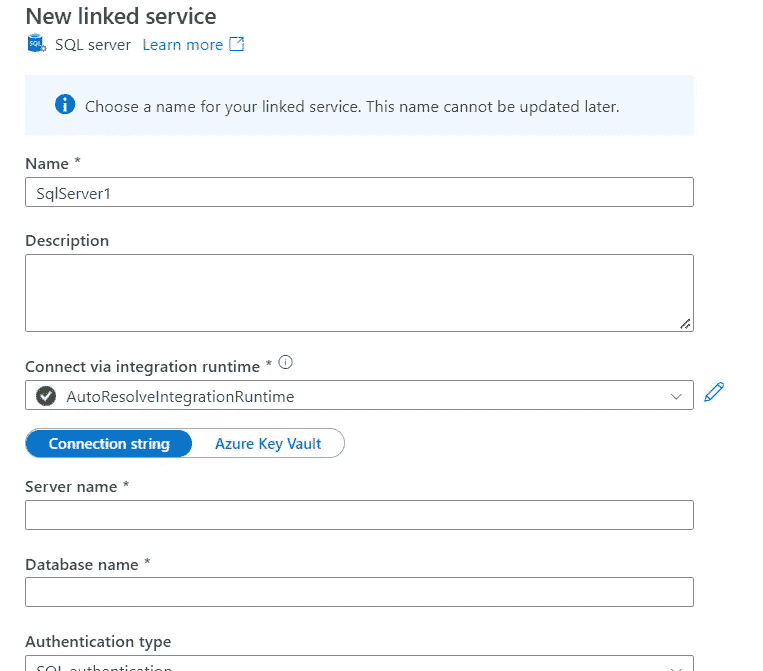 New linked service
SQL SQL server Learn more
Choose a name for your linked service. This name cannot be updated later.
Name *
SqlServer1
Description
Connect via integration runtime *
AutoResolveIntegrationRuntime
Connection string Azure Key Vault
Server name *
Database name *
Authentication type
SQL authentication